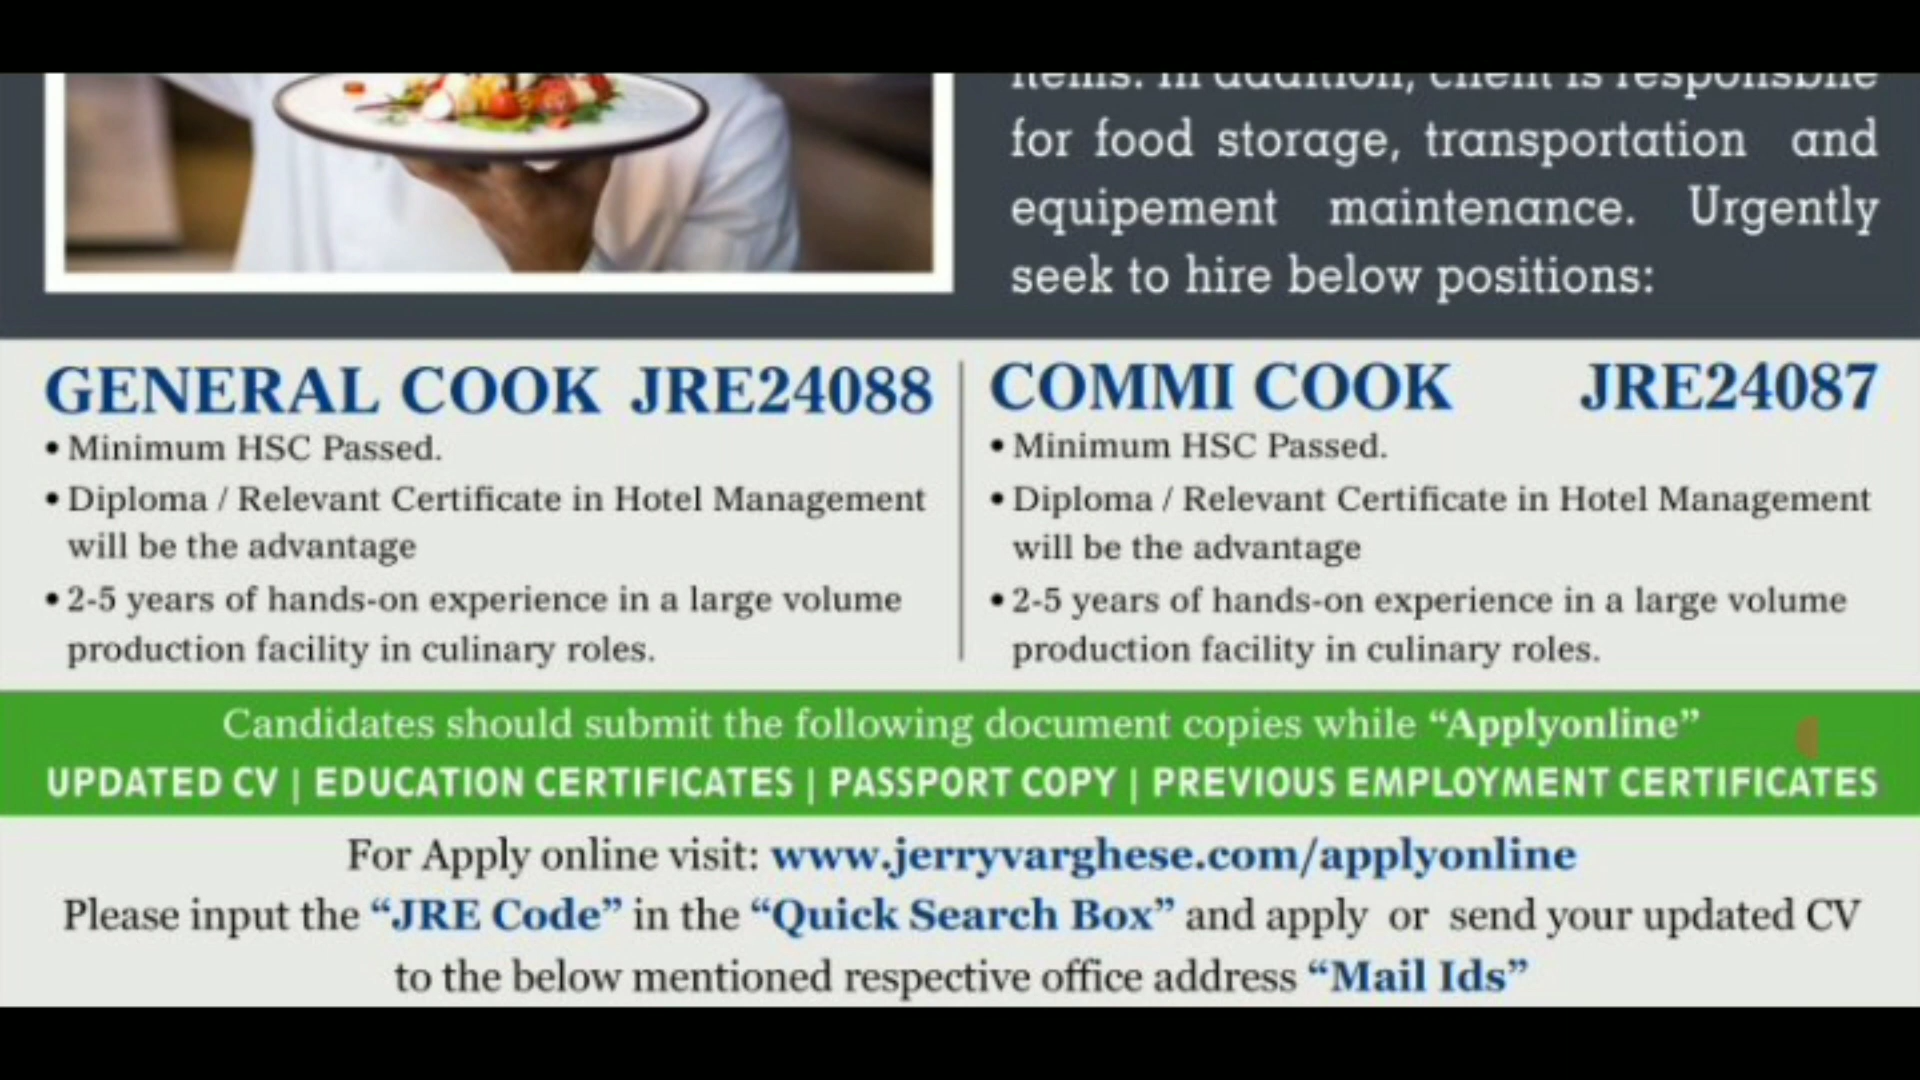 items. In addition, client is responsbile
for food storage, transportation and
equipement maintenance. Urgently
seek to hire below positions:
GENERAL COOK JRE24088
• Minimum HSC Passed.
• Diploma / Relevant Certificate in Hotel Management
will be the advantage
• 2-5 years of hands-on experience in a large volume
production facility in culinary roles.
COMMI COOK JRE24087
• Minimum HSC Passed.
• Diploma / Relevant Certificate in Hotel Management
will be the advantage
• 2-5 years of hands-on experience in a large volume
production facility in culinary roles.
Candidates should submit the following document copies while “Applyonline”
UPDATED CV | EDUCATION CERTIFICATES | PASSPORT COPY | PREVIOUS EMPLOYMENT CERTIFICATES
For Apply online visit: www.jerryvarghese.com/applyonline
Please input the “JRE Code” in the “Quick Search Box” and apply or send your updated CV
to the below mentioned respective office address “Mail Ids”